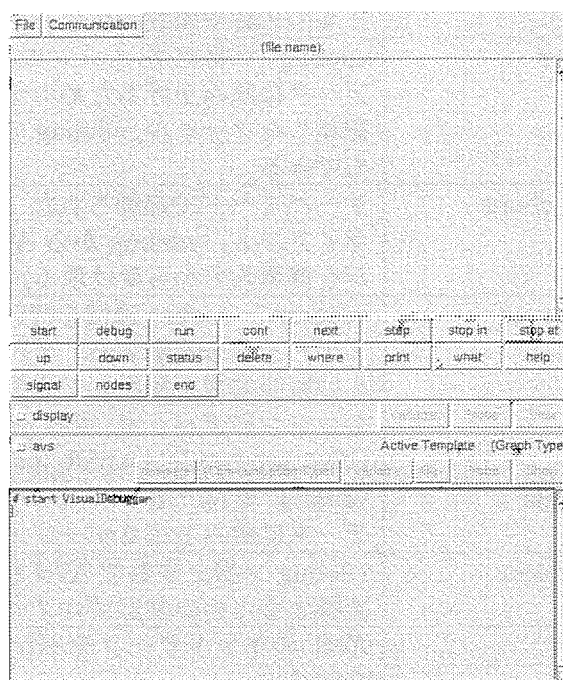 File Communication
(file name)
start debug run cont next step stop in stop at
up down status delete where print what help
signal nodes end
display
avs Active Template (Graph Type
# start VisualDebugger